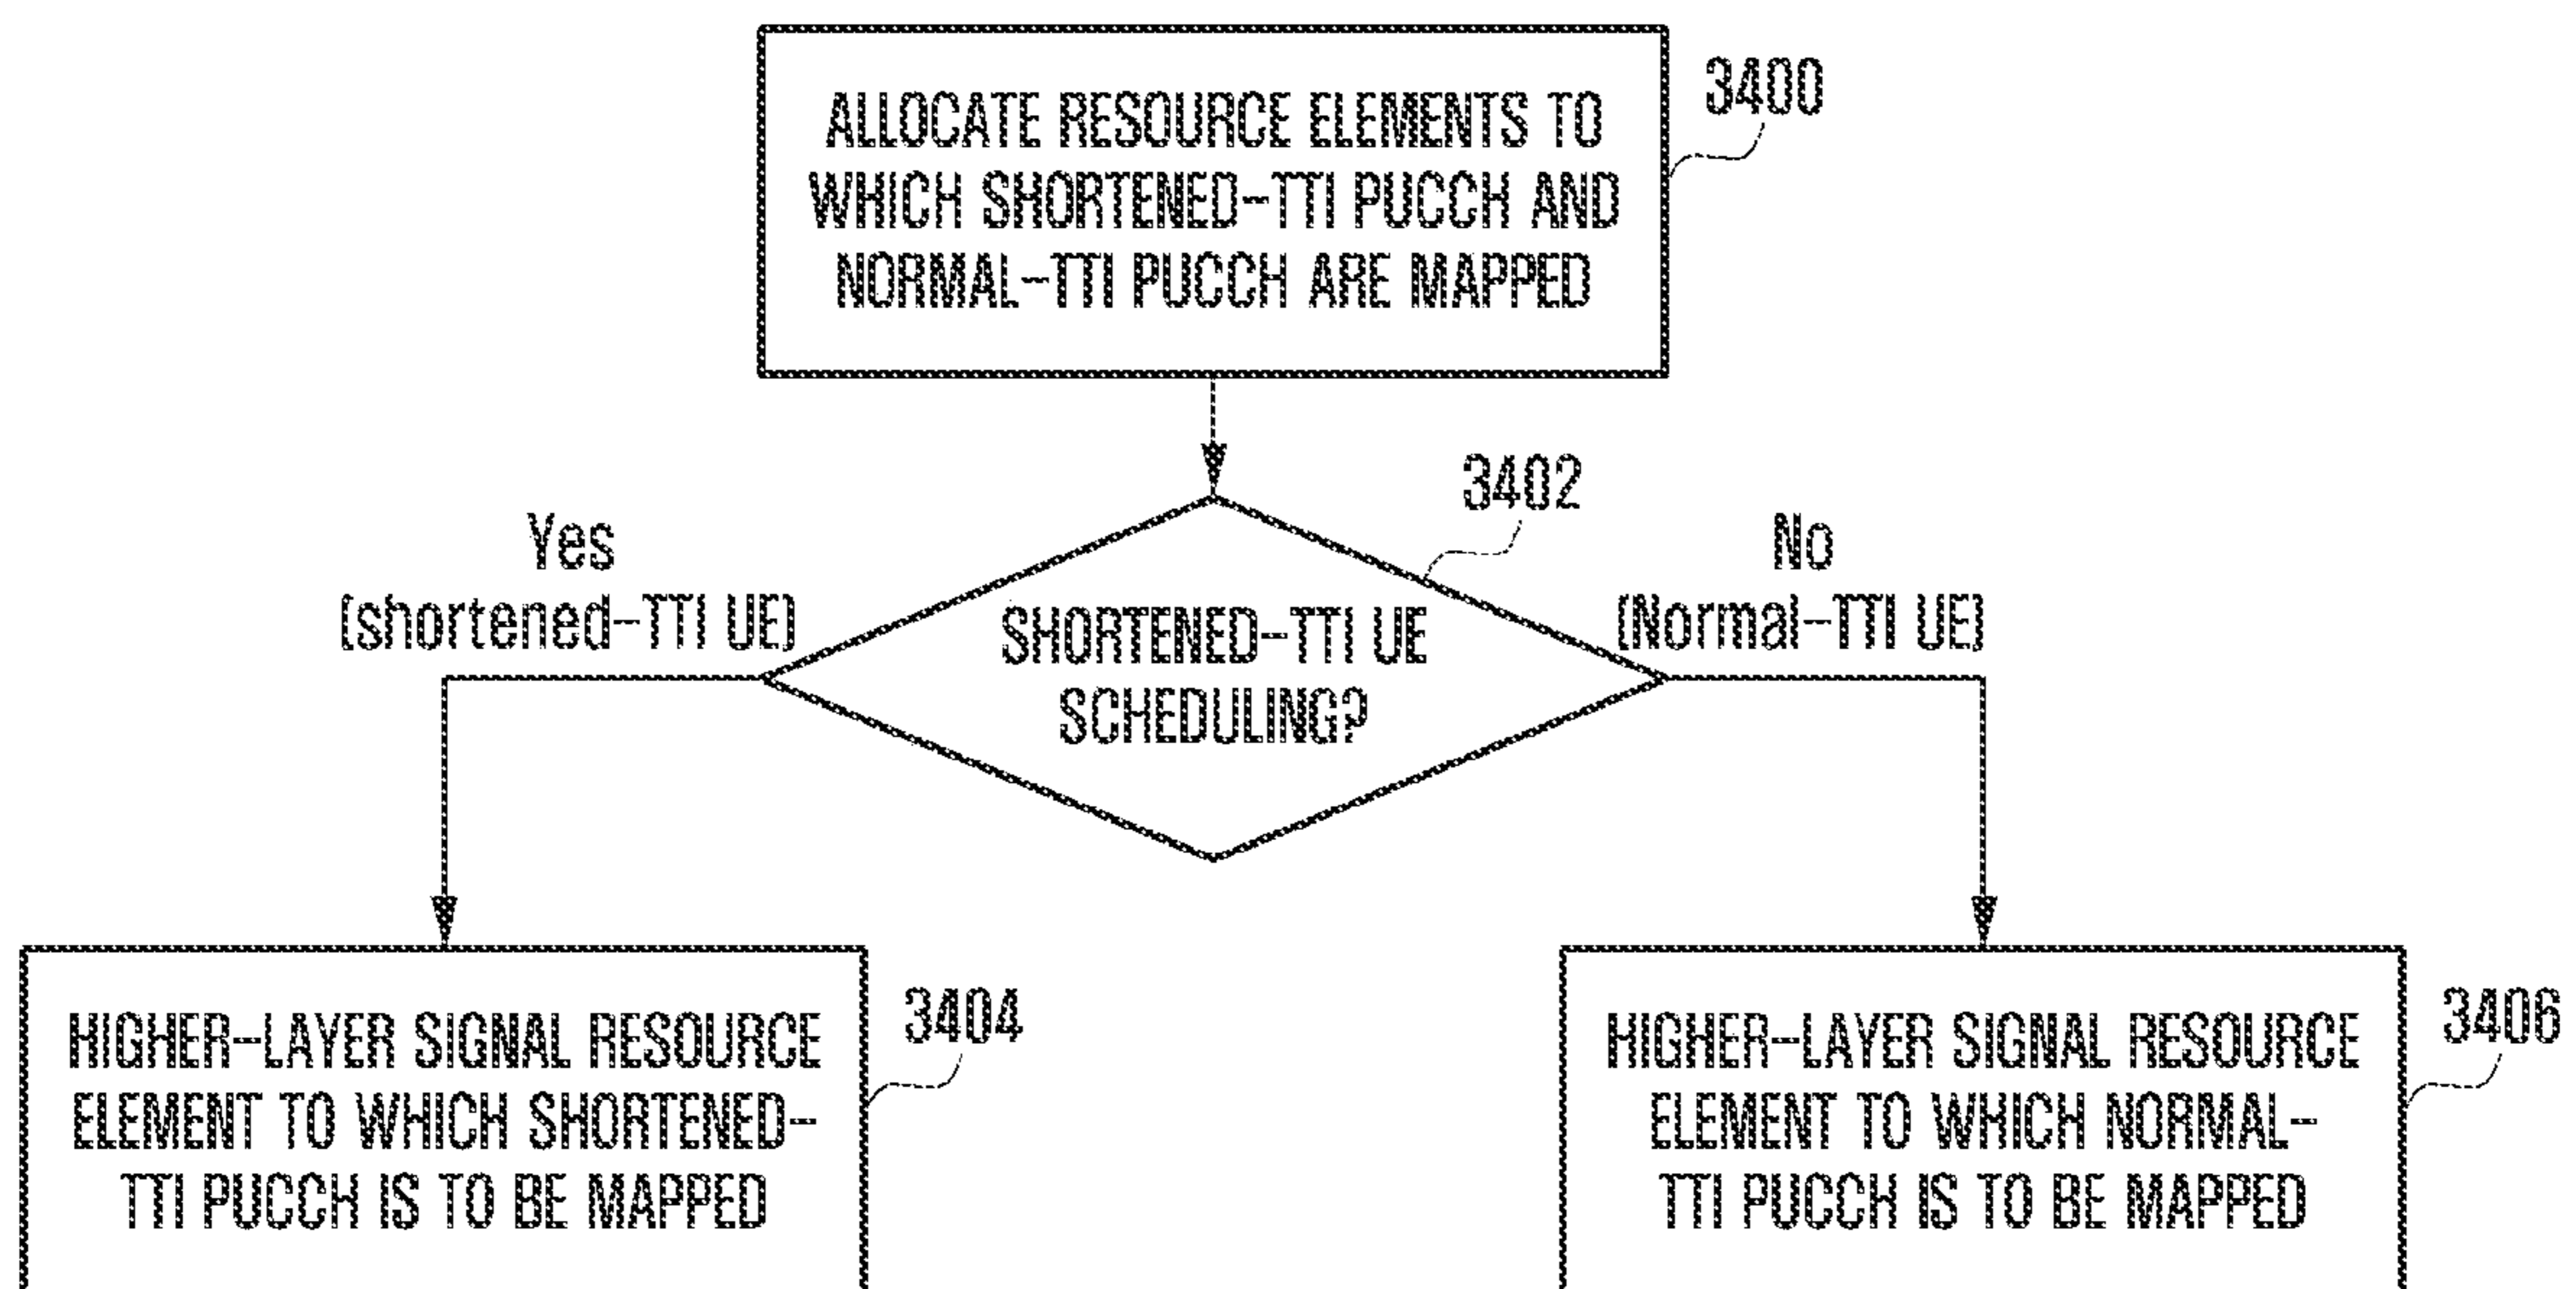 ALLOCATE RESOURCE ELEMENTS TO
WHICH SHORTENED-TTI PUCCH AND
NORMAL-TTI PUCCH ARE MAPPED
3400
3402
Yes
(shortened-TTI UE)
SHORTENED-TTI UE
SCHEDULING?
No
(Normal-TTI UE)
HIGHER-LAYER SIGNAL RESOURCE
ELEMENT TO WHICH SHORTENED-
TTI PUCCH IS TO BE MAPPED
3404
HIGHER-LAYER SIGNAL RESOURCE
ELEMENT TO WHICH NORMAL-
TTI PUCCH IS TO BE MAPPED
3406